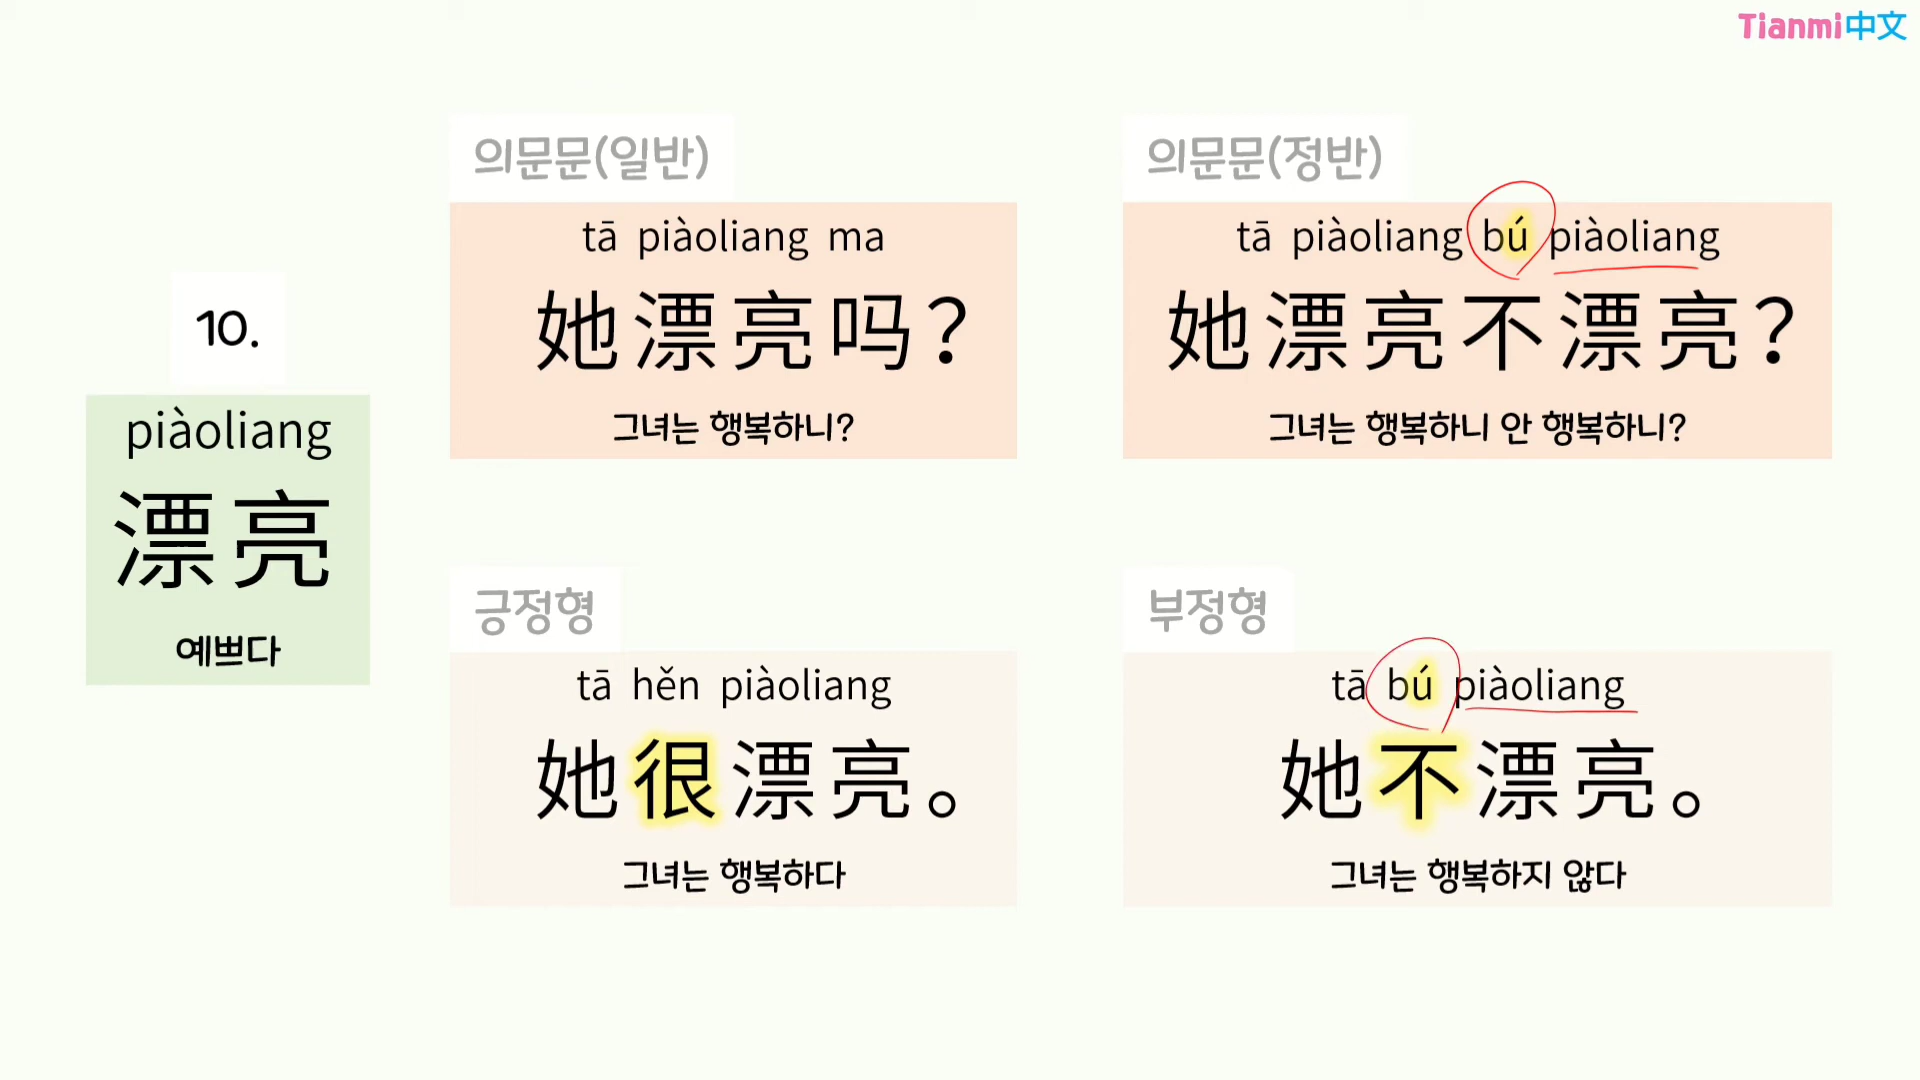 Tianmi中文
10.
piàoliang
漂亮
예쁘다
의문문(일반)
tā piàoliang ma
她漂亮吗？
그녀는 행복하니?
의문문(정반)
tā piàoliang bú piàoliang
她漂亮不漂亮？
그녀는 행복하니 안 행복하니?
긍정형
tā hěn piàoliang
她很漂亮。
그녀는 행복하다
부정형
tā bú piàoliang
她不漂亮。
그녀는 행복하지 않다